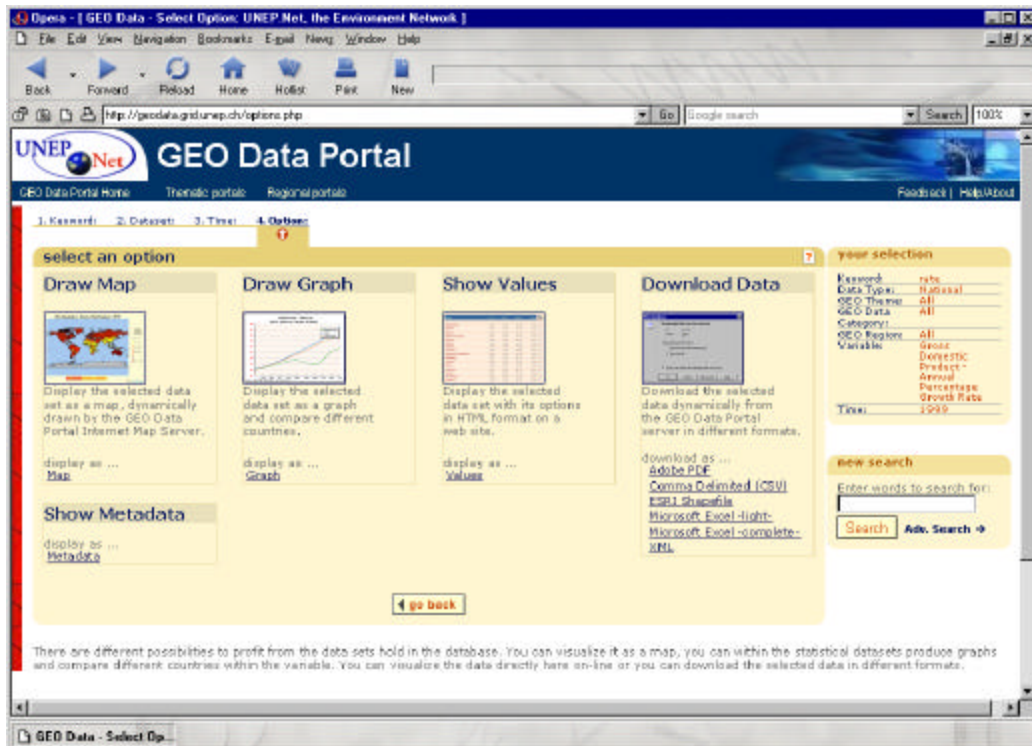 Opera - [ GEO Data - Select Option: UNEP.Net, the Environment Network ]
File Edit View Navigation Bookmarks E-mail News Window Help
Back Forward Reload Home Hotlist Print New
http://geodata.grid.unep.ch/options.php Go Google search Search 100%
UNEP Net GEO Data Portal
GEO Data Portal Home Thematic portals Regional portals Feedback | Help/About
1. Keyword: 2. Dataset: 3. Time: 4. Option:
select an option ?
Draw Map
Display the selected data
set as a map, dynamically
drawn by the GEO Data
Portal Internet Map Server.
display as ...
Map
Draw Graph
Display the selected
data set as a graph
and compare different
countries.
display as ...
Graph
Show Values
Display the selected
data set with its options
in HTML format on a
web site.
display as ...
Values
Download Data
Download the selected
data dynamically from
the GEO Data Portal
server in different formats.
download as ...
Adobe PDF
Comma Delimited (CSV)
ESRI Shapefile
Microsoft Excel -light-
Microsoft Excel -complete-
XML
Show Metadata
display as ...
Metadata
go back
your selection
Keyword: rate
Data Type: National
GEO Theme: All
GEO Data All
Category:
GEO Region: All
Variable: Gross
Domestic
Product -
Annual
Percentage
Growth Rate
Time: 1999
new search
Enter words to search for:
Search Adv. Search
There are different possibilities to profit from the data sets hold in the database. You can visualize it as a map, you can within the statistical datasets produce graphs
and compare different countries within the variable. You can visualize the data directly here on-line or you can download the selected data in different formats.
GEO Data - Select Op...